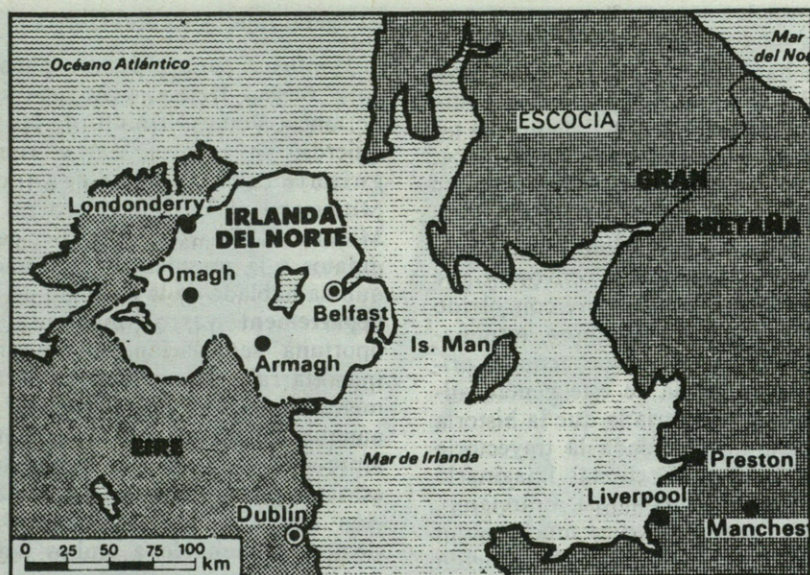 Océano Atlántico
Mar
del No
ESCOCIA
GRAN
BRETAÑA
Londonderry
IRLANDA
DEL NORTE
Omagh
Belfast
Is. Man
Armagh
EIRE
Mar de Irlanda
Preston
Liverpool
Dublín
Manches
0 25 50 75 100
km